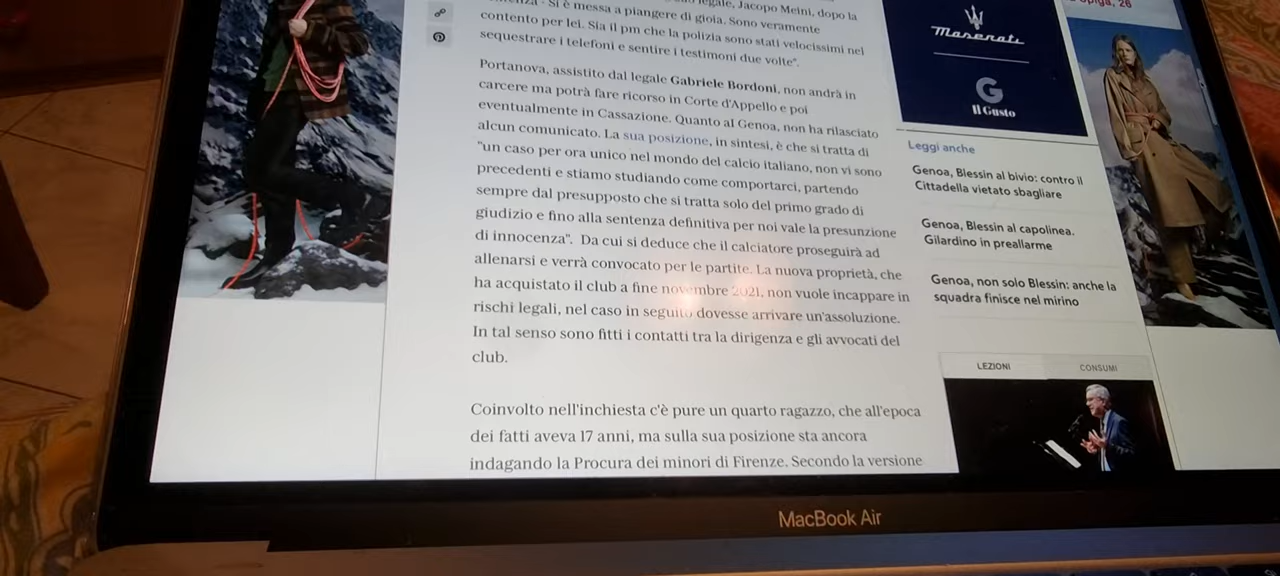 legale, Jacopo Meini, dopo la
- Si è messa a piangere di gioia. Sono veramente
contento per lei. Sia il pm che la polizia sono stati velocissimi nel
sequestrare i telefoni e sentire i testimoni due volte".
Portanova, assistito dal legale Gabriele Bordoni, non andrà in
carcere ma potrà fare ricorso in Corte d'Appello e poi
eventualmente in Cassazione. Quanto al Genoa, non ha rilasciato
alcun comunicato. La sua posizione, in sintesi, è che si tratta di
"un caso per ora unico nel mondo del calcio italiano, non vi sono
precedenti e stiamo studiando come comportarci, partendo
sempre dal presupposto che si tratta solo del primo grado di
giudizio e fino alla sentenza definitiva per noi vale la presunzione
di innocenza". Da cui si deduce che il calciatore proseguirà ad
allenarsi e verrà convocato per le partite. La nuova proprietà, che
ha acquistato il club a fine novembre 2021, non vuole incappare in
rischi legali, nel caso in seguito dovesse arrivare un'assoluzione.
In tal senso sono fitti i contatti tra la dirigenza e gli avvocati del
club.
Coinvolto nell'inchiesta c'è pure un quarto ragazzo, che all'epoca
dei fatti aveva 17 anni, ma sulla sua posizione sta ancora
indagando la Procura dei minori di Firenze. Secondo la versione
Maserati
G
Il Gusto
Leggi anche
Genoa, Blessin al bivio: contro il
Cittadella vietato sbagliare
Genoa, Blessin al capolinea.
Gilardino in preallarme
Genoa, non solo Blessin: anche la
squadra finisce nel mirino
LEZIONI
CONSUMI
Spiga, 26
MacBook Air